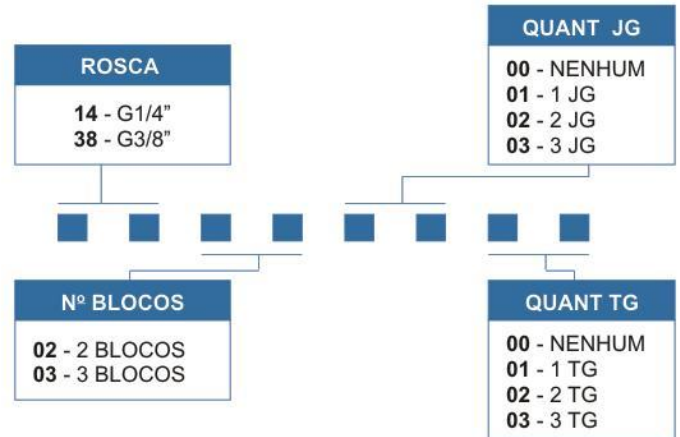 ROSCA
14 - G1/4”
38 - G3/8”
QUANT JG
00 - NENHUM
01 - 1 JG
02 - 2 JG
03 - 3 JG
Nº BLOCOS
02 - 2 BLOCOS
03 - 3 BLOCOS
QUANT TG
00 - NENHUM
01 - 1 TG
02 - 2 TG
03 - 3 TG